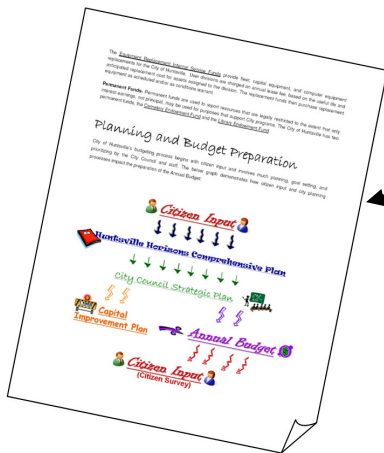 The Equipment Replacement Internal Service Funds provide fleet, capital equipment, and computer equipment
replacements for the City of Huntsville. User divisions are charged an annual lease fee, based on the useful life and
anticipated replacement cost for assets assigned to the division. The replacement funds then purchase replacement
equipment as scheduled and/or as conditions warrant.
Permanent Funds- Permanent funds are used to report resources that are legally restricted to the extent that only
interest earnings, not principal, may be used for purposes that support City programs. The City of Huntsville has two
permanent funds, the Cemetery Endowment Fund and the Library Endowment Fund.
Planning and Budget Preparation
City of Huntsville's budgeting process begins with citizen input and involves much planning, goal setting, and
prioritizing by the City Council and staff. The below graph demonstrates how citizen input and city planning
processes impact the preparation of the Annual Budget:
Citizen Input
Huntsville Horizons Comprehensive Plan
City Council Strategic Plan
Capital
Improvement Plan
Annual Budget
Citizen Input
(Citizen Survey)